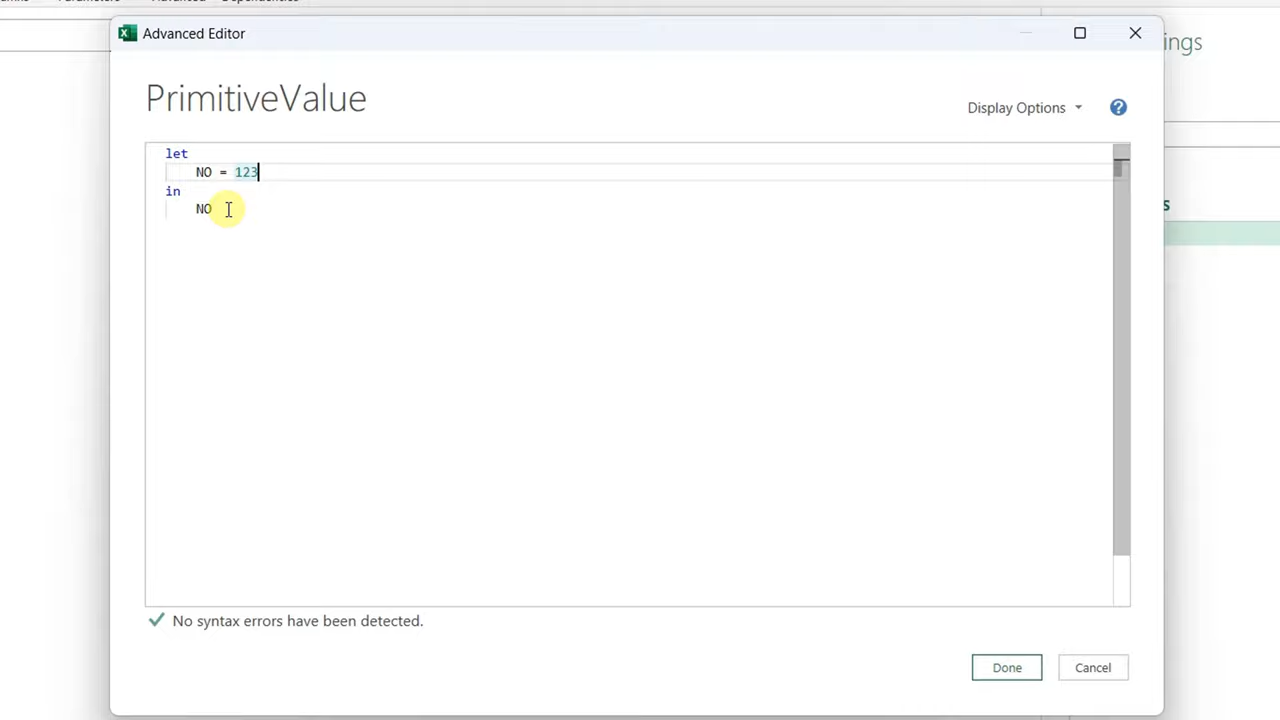 Advanced Editor
ings
PrimitiveValue
Display Options
?
let
NO = 123
in
NO
s
No syntax errors have been detected.
Done
Cancel